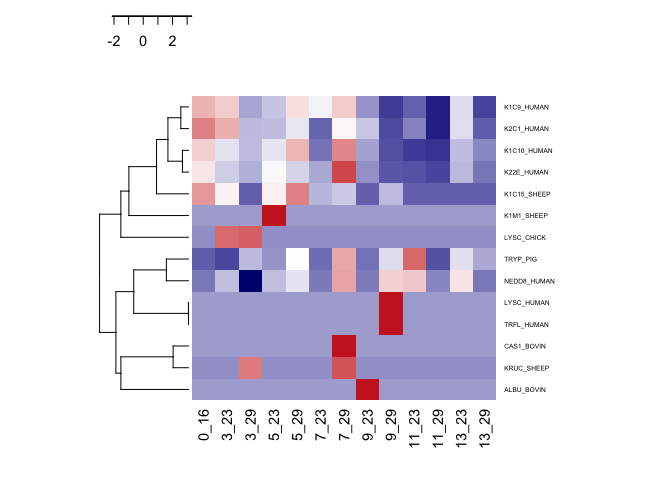 -2 0 2
K1C9_HUMAN
K2C1_HUMAN
K1C10_HUMAN
K22E_HUMAN
K1C15_SHEEP
K1M1_SHEEP
LYSC_CHICK
TRYP_PIG
NEDD8_HUMAN
LYSC_HUMAN
TRFL_HUMAN
CAS1_BOVIN
KRUC_SHEEP
ALBU_BOVIN
0_16
3_23
3_29
5_23
5_29
7_23
7_29
9_23
9_29
11_23
11_29
13_23
13_29